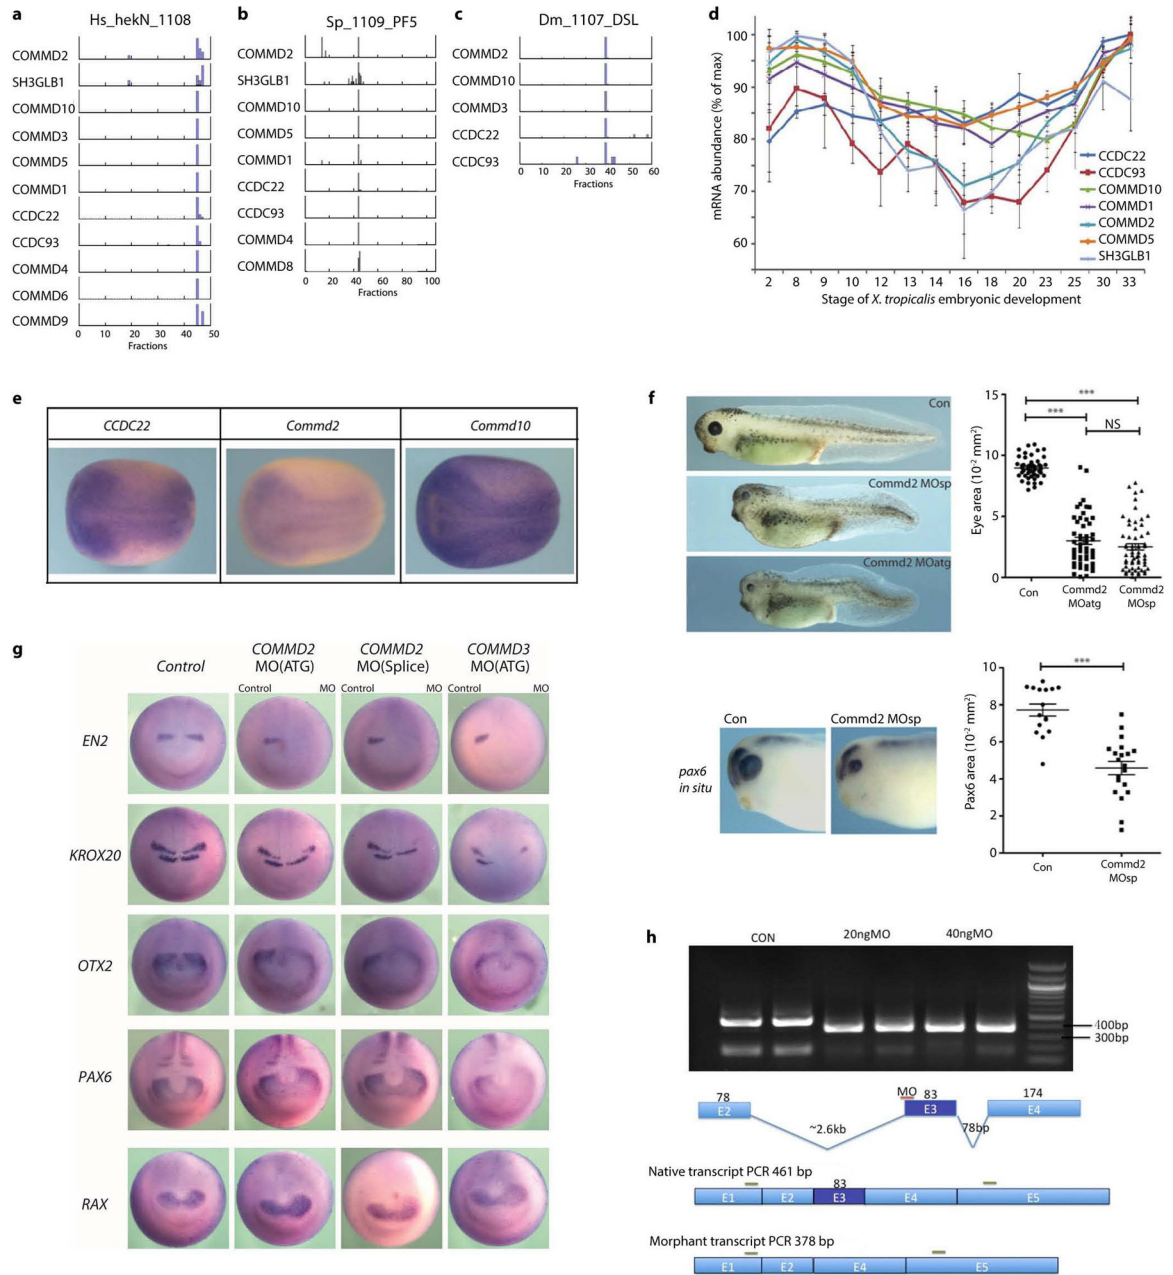 a
Hs_hekN_1108
COMMD2
SH3GLB1
COMMD10
COMMD3
COMMD5
COMMD1
CCDC22
CCDC93
COMMD4
COMMD6
COMMD9
0 10 20 30 40 50
Fractions
b
Sp_1109_PF5
COMMD2
SH3GLB1
COMMD10
COMMD5
COMMD1
CCDC22
CCDC93
COMMD4
COMMD8
0 20 40 60 80 100
Fractions
c
Dm_1107_DSL
COMMD2
COMMD10
COMMD3
CCDC22
CCDC93
0 10 20 30 40 50 60
Fractions
d
mRNA abundance (% of max)
100
90
80
70
60
2 8 9 10 12 13 14 16 18 20 23 25 30 33
Stage of X. tropicalis embryonic development
CCDC22
CCDC93
COMMD10
COMMD1
COMMD2
COMMD5
SH3GLB1
e
CCDC22 Commd2 Commd10
f
Con
Commd2 MOsp
Commd2 MOatg
Eye area (10-2 mm2)
15
10
5
0
***
***
NS
Con Commd2 MOatg Commd2 MOsp
pax6
in situ
Con Commd2 MOsp
Pax6 area (10-2 mm2)
10
8
6
4
2
0
***
Con Commd2 MOsp
g
Control
COMMD2
MO(ATG)
COMMD2
MO(Splice)
COMMD3
MO(ATG)
Control MO Control MO Control MO
EN2
KROX20
OTX2
PAX6
RAX
h
CON 20ngMO 40ngMO
400bp
300bp
78 MO 83 174
E2 E3 E4
~2.6kb 78bp
Native transcript PCR 461 bp
83
E1 E2 E3 E4 E5
Morphant transcript PCR 378 bp
E1 E2 E4 E5